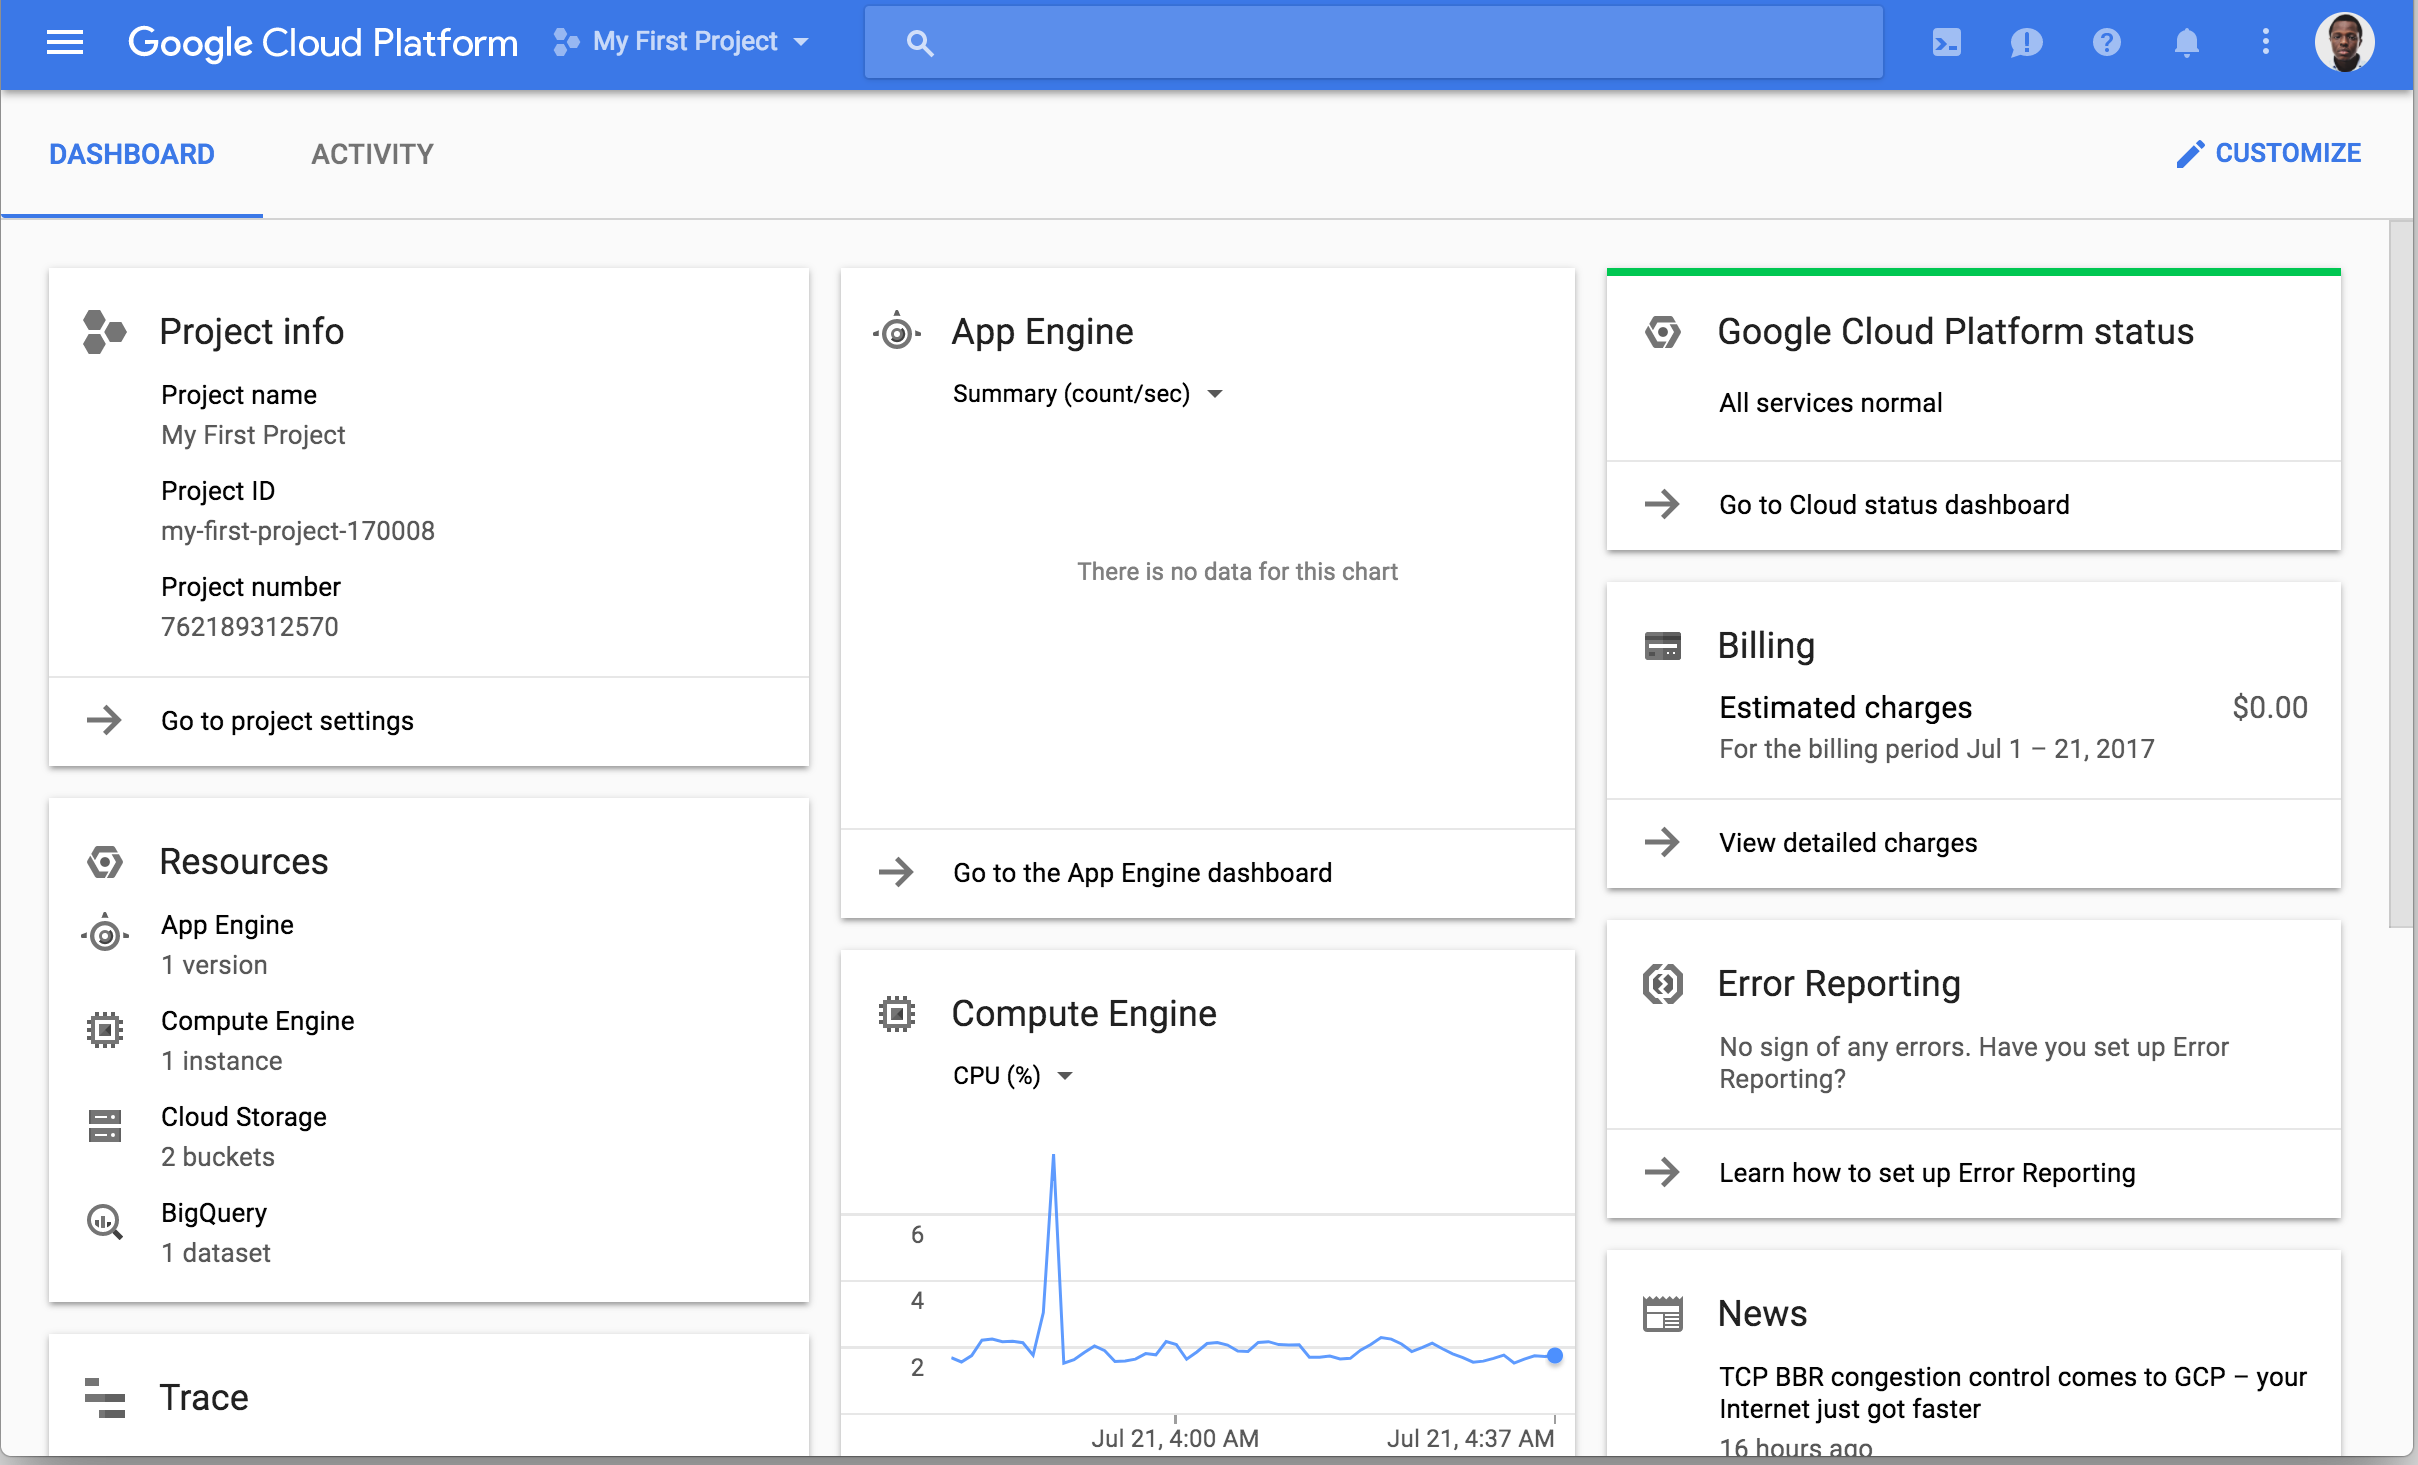 Google Cloud Platform
My First Project
DASHBOARD
ACTIVITY
CUSTOMIZE
Project info
Project name
My First Project
Project ID
my-first-project-170008
Project number
762189312570
Go to project settings
Resources
App Engine
1 version
Compute Engine
1 instance
Cloud Storage
2 buckets
BigQuery
1 dataset
Trace
App Engine
Summary (count/sec)
There is no data for this chart
Go to the App Engine dashboard
Compute Engine
CPU (%)
6
4
2
Jul 21, 4:00 AM
Jul 21, 4:37 AM
Google Cloud Platform status
All services normal
Go to Cloud status dashboard
Billing
Estimated charges
$0.00
For the billing period Jul 1 – 21, 2017
View detailed charges
Error Reporting
No sign of any errors. Have you set up Error
Reporting?
Learn how to set up Error Reporting
News
TCP BBR congestion control comes to GCP – your
Internet just got faster
16 hours ago